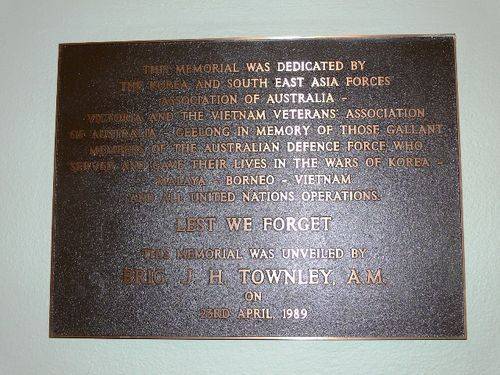 THIS MEMORIAL WAS DEDICATED BY
THE KOREA AND SOUTH EAST ASIA FORCES
ASSOCIATION OF AUSTRALIA -
VICTORIA AND THE VIETNAM VETERANS' ASSOCIATION
OF AUSTRALIA - GEELONG IN MEMORY OF THOSE GALLANT
MEMBERS OF THE AUSTRALIAN DEFENCE FORCE WHO
SERVED AND GAVE THEIR LIVES IN THE WARS OF KOREA -
MALAYA - BORNEO - VIETNAM
AND ALL UNITED NATIONS OPERATIONS.
LEST WE FORGET
THIS MEMORIAL WAS UNVEILED BY
BRIG. J. H. TOWNLEY, A.M.
ON
23RD APRIL, 1989